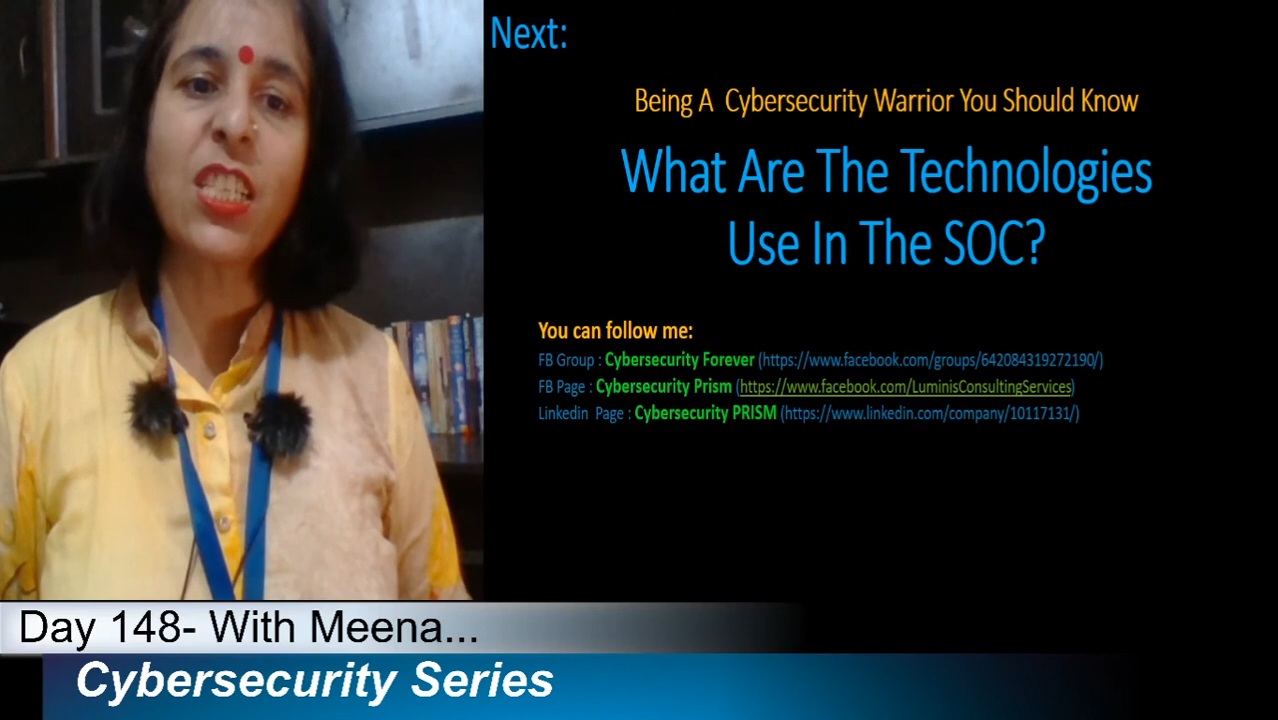 Next:
Being A Cybersecurity Warrior You Should Know
What Are The Technologies
Use In The SOC?
You can follow me:
FB Group : Cybersecurity Forever (https://www.facebook.com/groups/642084319272190/)
FB Page : Cybersecurity Prism (https://www.facebook.com/LuminisConsultingServices)
Linkedin Page : Cybersecurity PRISM (https://www.linkedin.com/company/10117131/)
Day 148- With Meena...
Cybersecurity Series